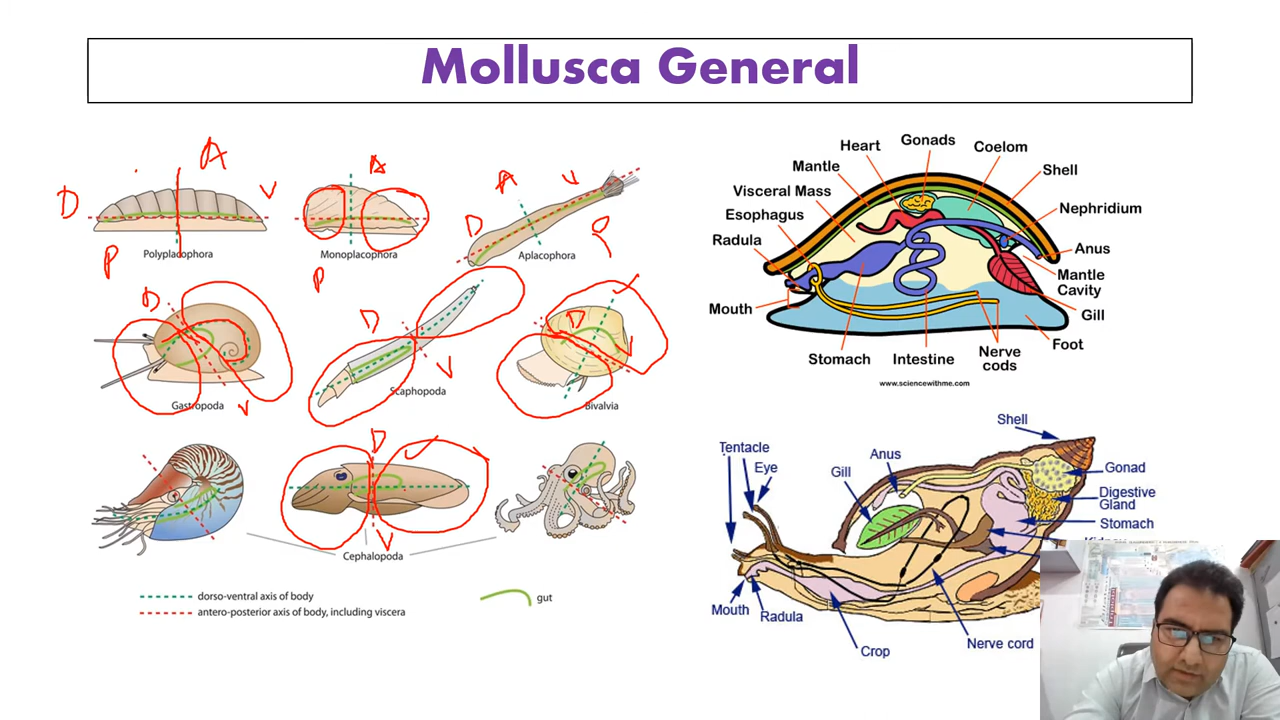 Mollusca General
A
D
V
P
Polyplacophora
A
P
Monoplacophora
A
V
D
P
Aplacophora
D
V
Gastropoda
D
V
Scaphopoda
D
V
Bivalvia
D
V
Cephalopoda
dorso-ventral axis of body
antero-posterior axis of body, including viscera
gut
Heart
Gonads
Coelom
Mantle
Shell
Visceral Mass
Esophagus
Nephridium
Radula
Anus
Mantle
Cavity
Mouth
Gill
Foot
Stomach
Intestine
Nerve
cods
www.sciencewithme.com
Shell
Tentacle
Eye
Gill
Anus
Gonad
Digestive
Gland
Stomach
Mouth
Radula
Nerve cord
Crop